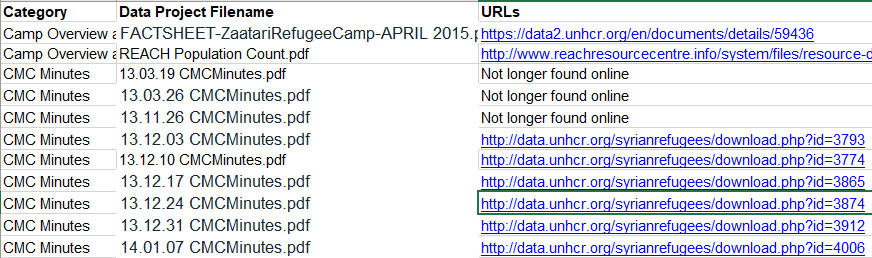 Category Data Project Filename URLs
Camp Overview a FACTSHEET-ZaatariRefugeeCamp-APRIL 2015.p https://data2.unhcr.org/en/documents/details/59436
Camp Overview a REACH Population Count.pdf http://www.reachresourcecentre.info/system/files/resource-d
CMC Minutes 13.03.19 CMCMinutes.pdf Not longer found online
CMC Minutes 13.03.26 CMCMinutes.pdf Not longer found online
CMC Minutes 13.11.26 CMCMinutes.pdf Not longer found online
CMC Minutes 13.12.03 CMCMinutes.pdf http://data.unhcr.org/syrianrefugees/download.php?id=3793
CMC Minutes 13.12.10 CMCMinutes.pdf http://data.unhcr.org/syrianrefugees/download.php?id=3774
CMC Minutes 13.12.17 CMCMinutes.pdf http://data.unhcr.org/syrianrefugees/download.php?id=3865
CMC Minutes 13.12.24 CMCMinutes.pdf http://data.unhcr.org/syrianrefugees/download.php?id=3874
CMC Minutes 13.12.31 CMCMinutes.pdf http://data.unhcr.org/syrianrefugees/download.php?id=3912
CMC Minutes 14.01.07 CMCMinutes.pdf http://data.unhcr.org/syrianrefugees/download.php?id=4006